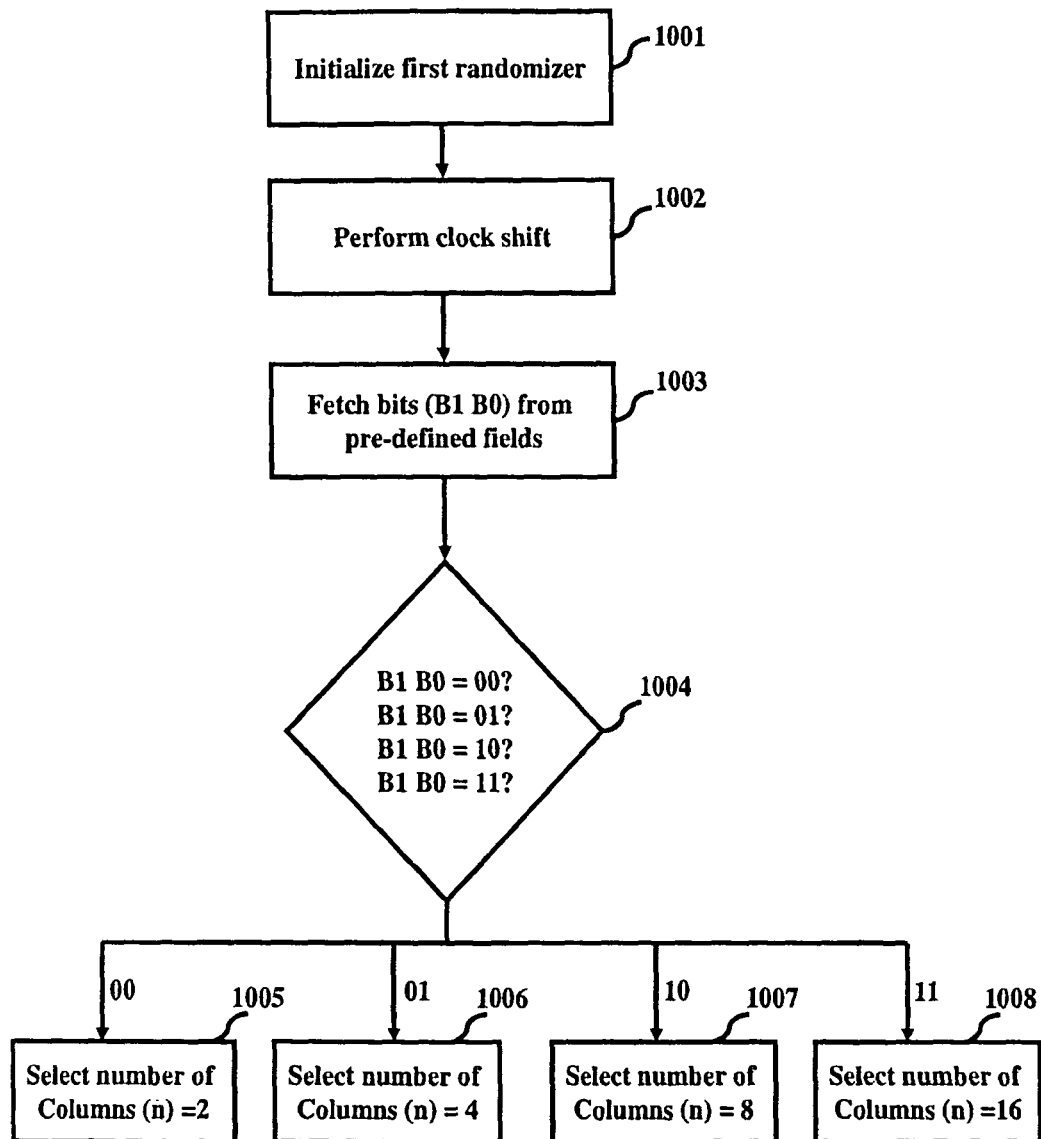 Initialize first randomizer
1001
Perform clock shift
1002
Fetch bits (B1 B0) from
pre-defined fields
1003
B1 B0 = 00?
B1 B0 = 01?
B1 B0 = 10?
B1 B0 = 11?
1004
00
1005
01
1006
10
1007
11
1008
Select number of
Columns (n) =2
Select number of
Columns (n) = 4
Select number of
Columns (n) = 8
Select number of
Columns (n) =16